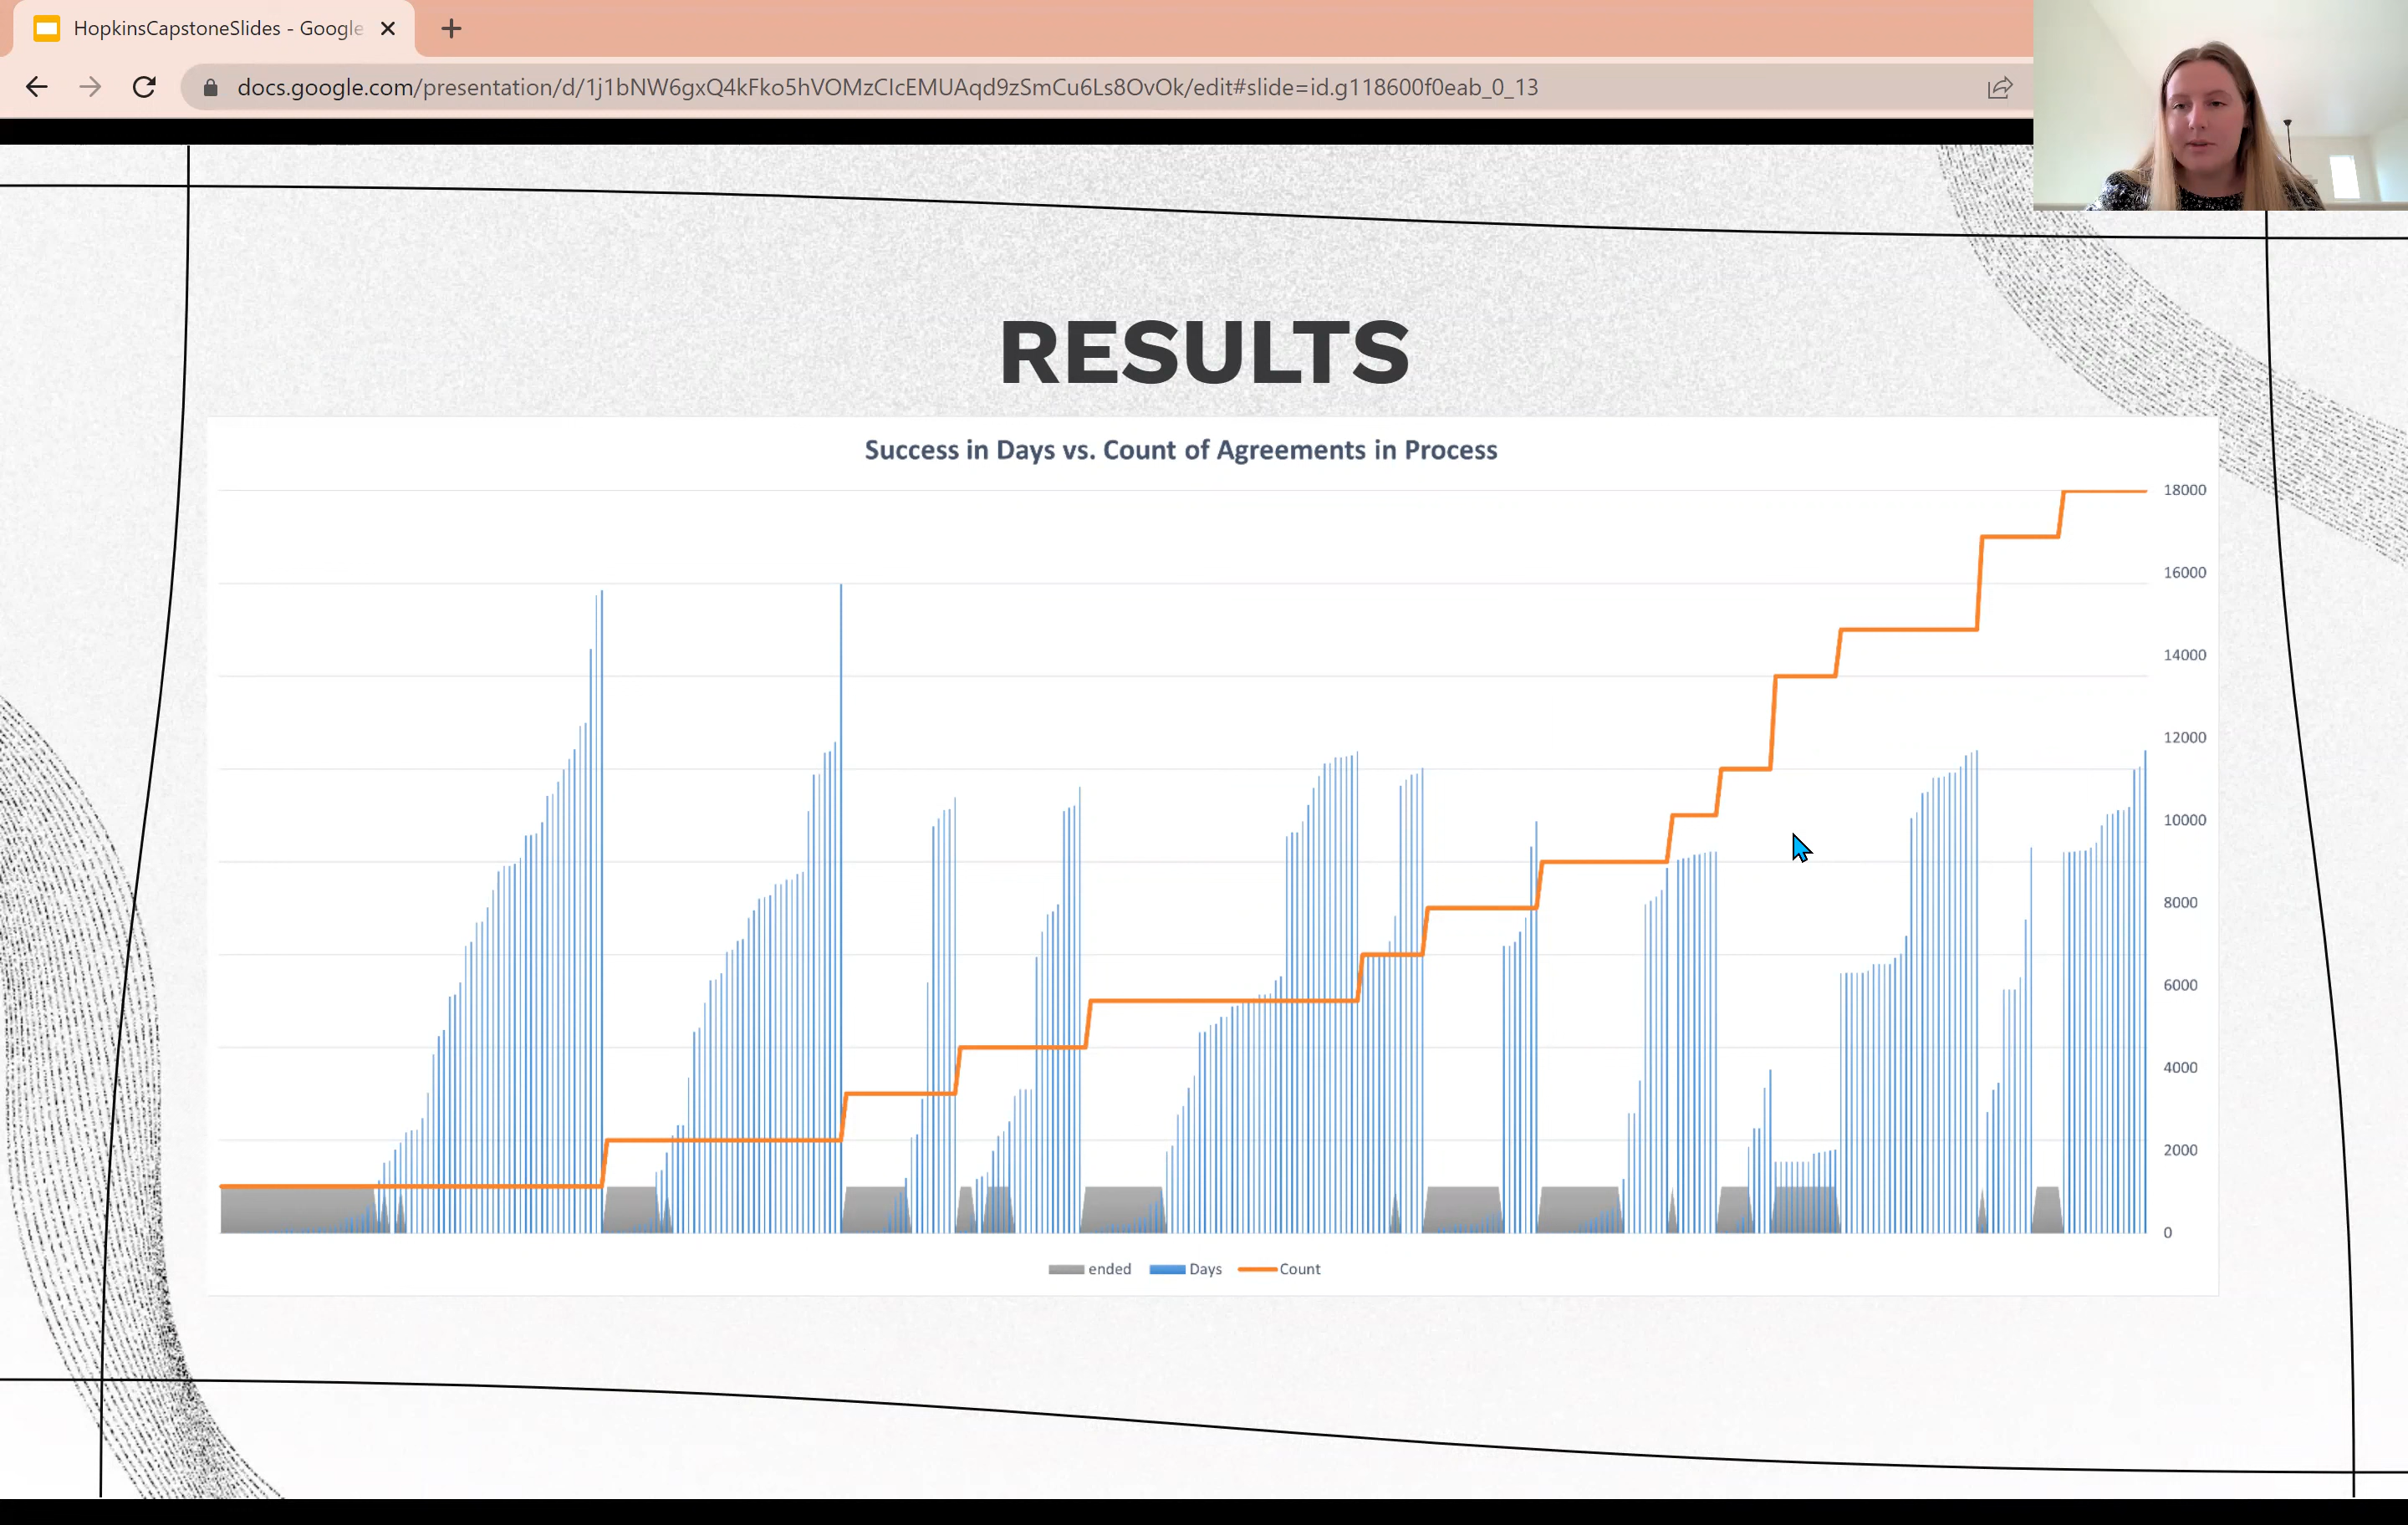 HopkinsCapstoneSlides - Google
docs.google.com/presentation/d/1j1bNW6gxQ4kFko5hVOMzCIcEMUAqd9zSmCu6Ls8OvOk/edit#slide=id.g118600f0eab_0_13
RESULTS
Success in Days vs. Count of Agreements in Process
18000
16000
14000
12000
10000
8000
6000
4000
2000
0
ended Days Count